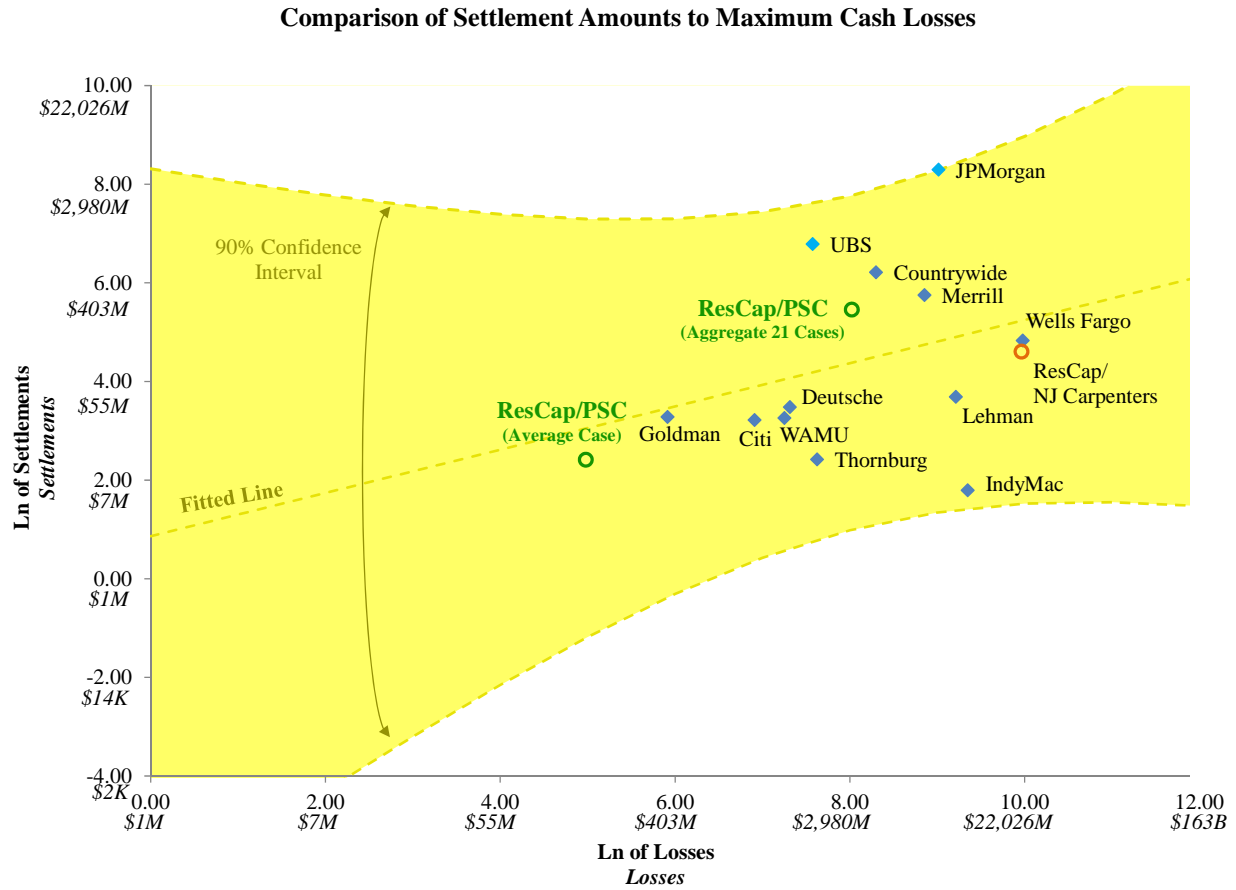 Comparison of Settlement Amounts to Maximum Cash Losses
10.00
$22,026M
8.00
$2,980M
6.00
$403M
4.00
$55M
2.00
$7M
0.00
$1M
-2.00
$14K
-4.00
$2K
Ln of Settlements
Settlements
90% Confidence
Interval
Fitted Line
JPMorgan
UBS
Countrywide
Merrill
ResCap/PSC
(Aggregate 21 Cases)
Wells Fargo
ResCap/
NJ Carpenters
Deutsche
Lehman
ResCap/PSC
(Average Case)
Goldman
Citi
WAMU
Thornburg
IndyMac
0.00
$1M
2.00
$7M
4.00
$55M
6.00
$403M
8.00
$2,980M
10.00
$22,026M
12.00
$163B
Ln of Losses
Losses